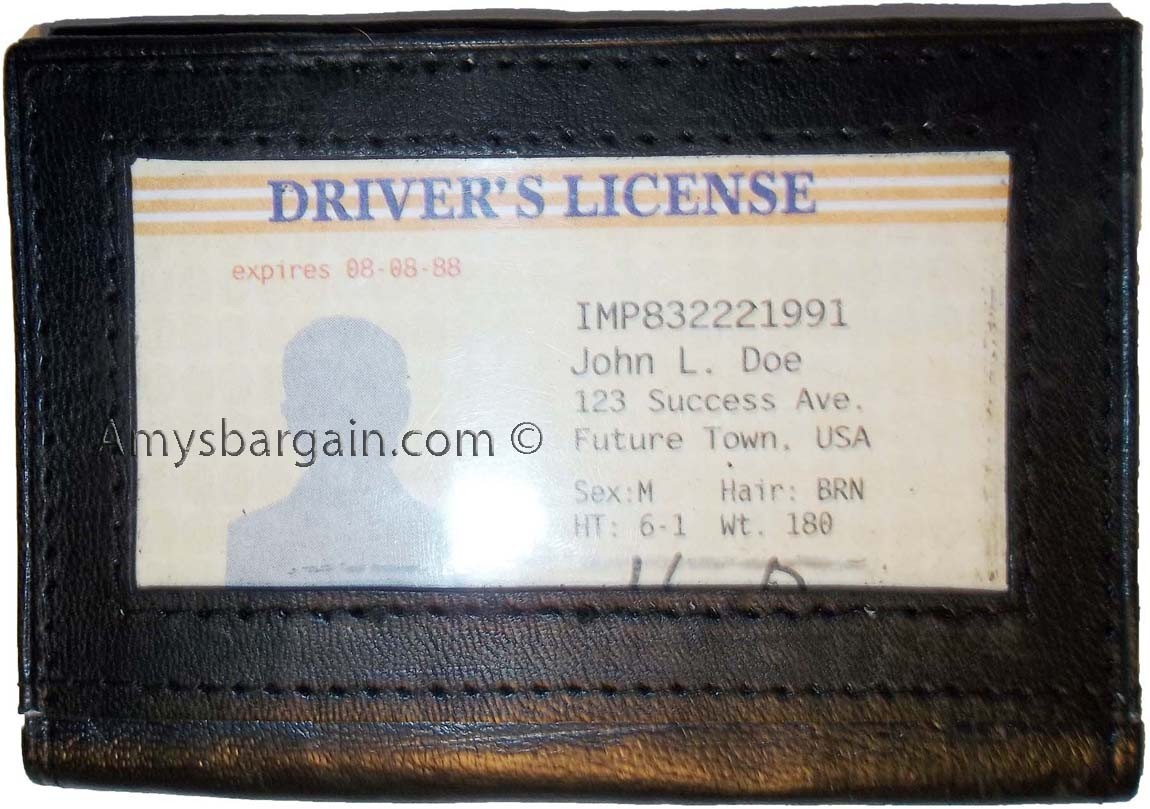 DRIVER'S LICENSE
expires 08-08-88
IMP832221991
John L. Doe
123 Success Ave.
Future Town, USA
Amysbargain.com ©
Sex:M Hair: BRN
HT: 6-1 Wt. 180